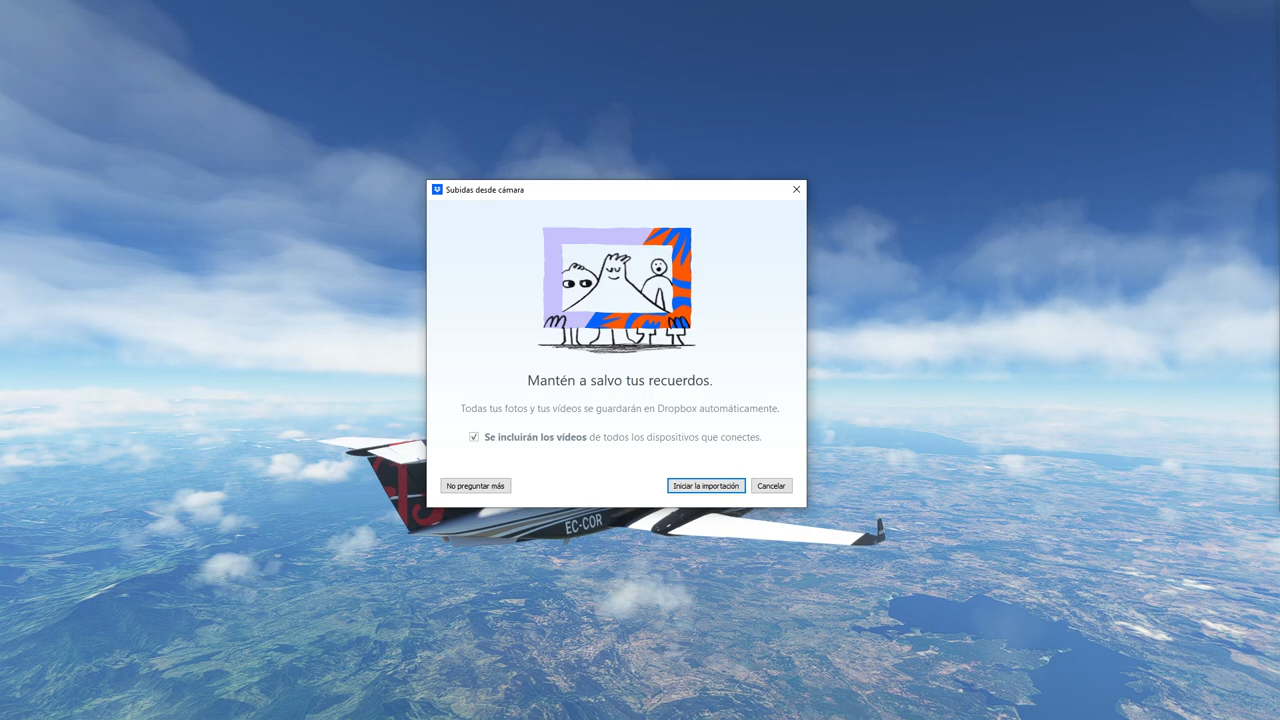 Subidas desde cámara
Mantén a salvo tus recuerdos.
Todas tus fotos y tus vídeos se guardarán en Dropbox automáticamente.
Se incluirán los vídeos de todos los dispositivos que conectes.
No preguntar más
Iniciar la importación
Cancelar
EC-COR